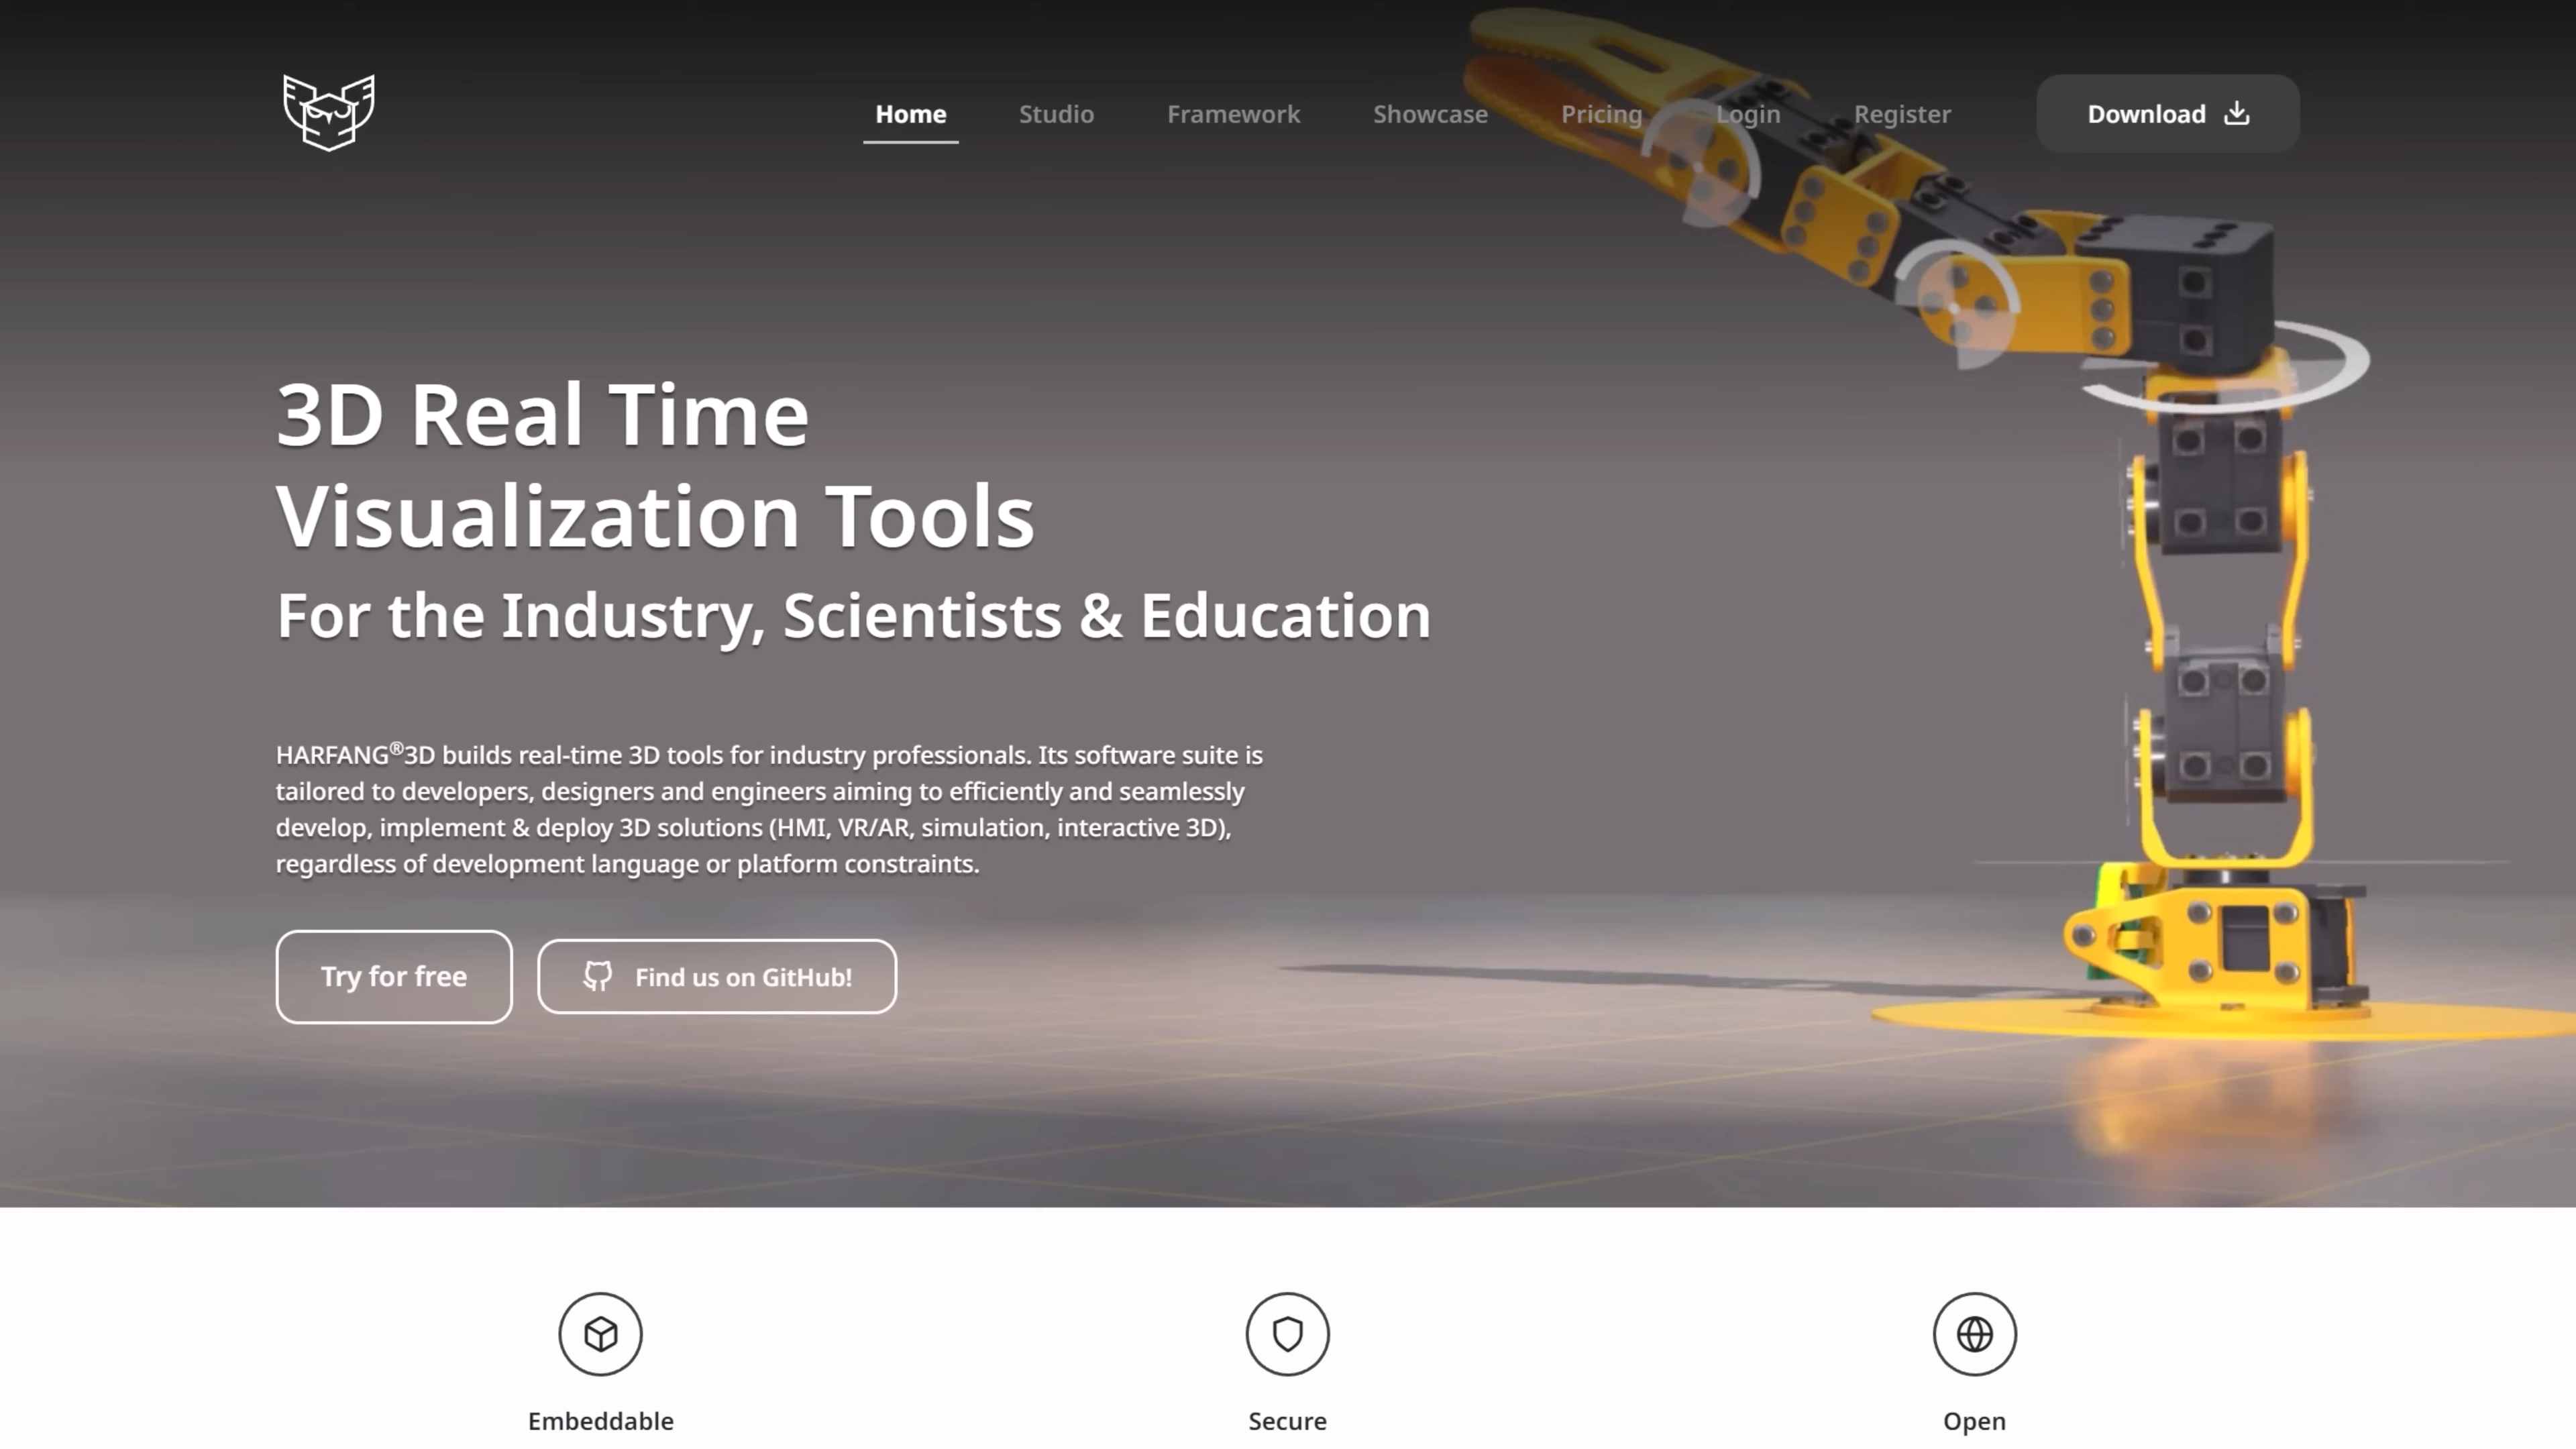 Home
Studio
Framework
Showcase
Pricing
Login
Register
Download
3D Real Time
Visualization Tools
For the Industry, Scientists & Education
HARFANG®3D builds real-time 3D tools for industry professionals. Its software suite is
tailored to developers, designers and engineers aiming to efficiently and seamlessly
develop, implement & deploy 3D solutions (HMI, VR/AR, simulation, interactive 3D),
regardless of development language or platform constraints.
Try for free
Find us on GitHub!
Embeddable
Secure
Open